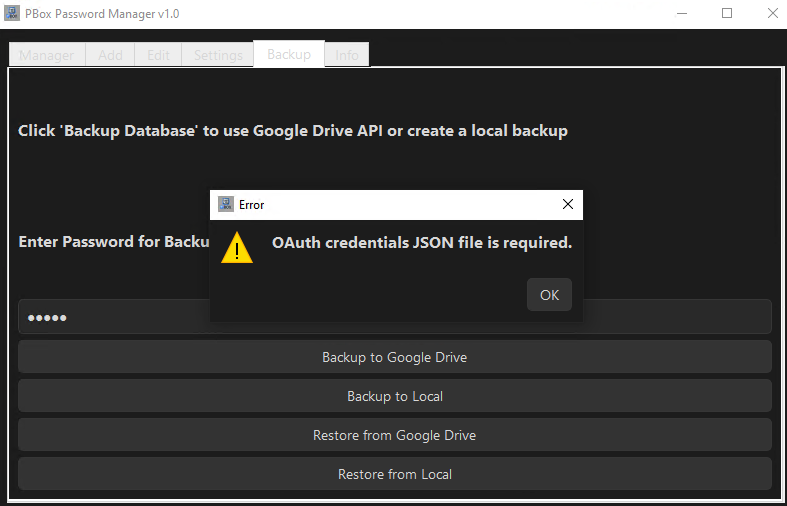 PBox Password Manager v1.0
Manager Add Edit Settings Backup Info
Click 'Backup Database' to use Google Drive API or create a local backup
Error
Enter Password for Backu
OAuth credentials JSON file is required.
OK
Backup to Google Drive
Backup to Local
Restore from Google Drive
Restore from Local